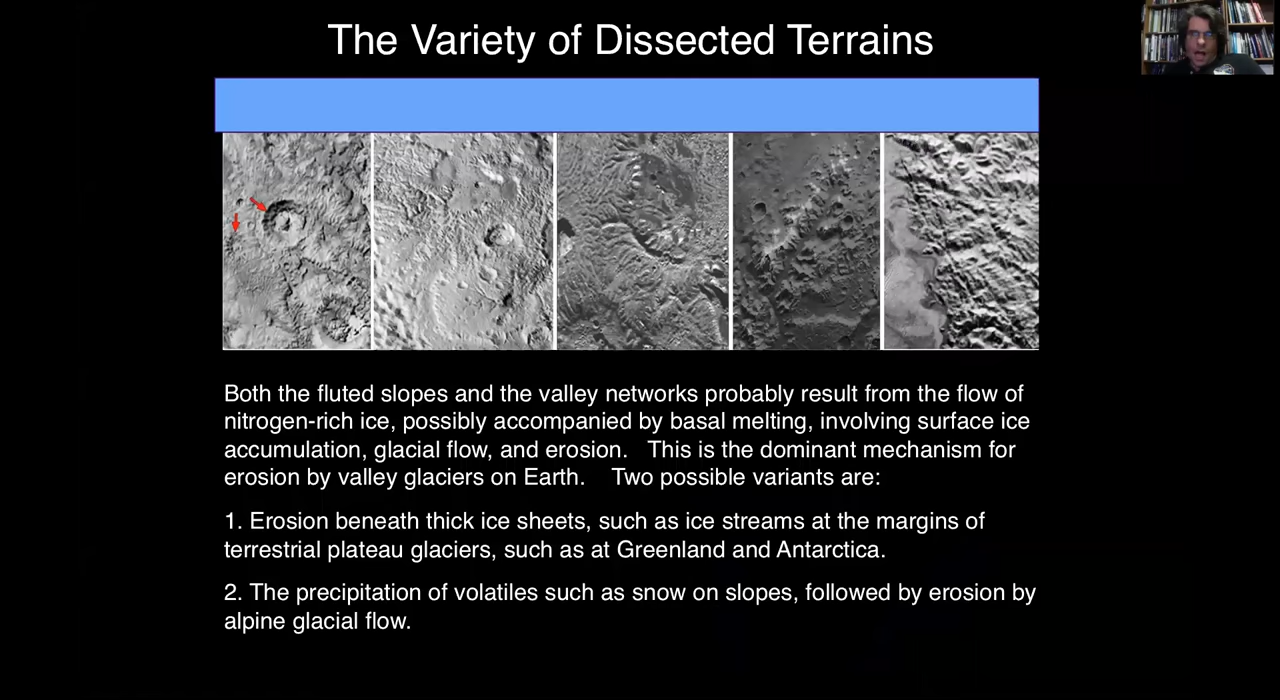 The Variety of Dissected Terrains
Both the fluted slopes and the valley networks probably result from the flow of
nitrogen-rich ice, possibly accompanied by basal melting, involving surface ice
accumulation, glacial flow, and erosion.   This is the dominant mechanism for
erosion by valley glaciers on Earth.    Two possible variants are:
1. Erosion beneath thick ice sheets, such as ice streams at the margins of
terrestrial plateau glaciers, such as at Greenland and Antarctica.
2. The precipitation of volatiles such as snow on slopes, followed by erosion by
alpine glacial flow.